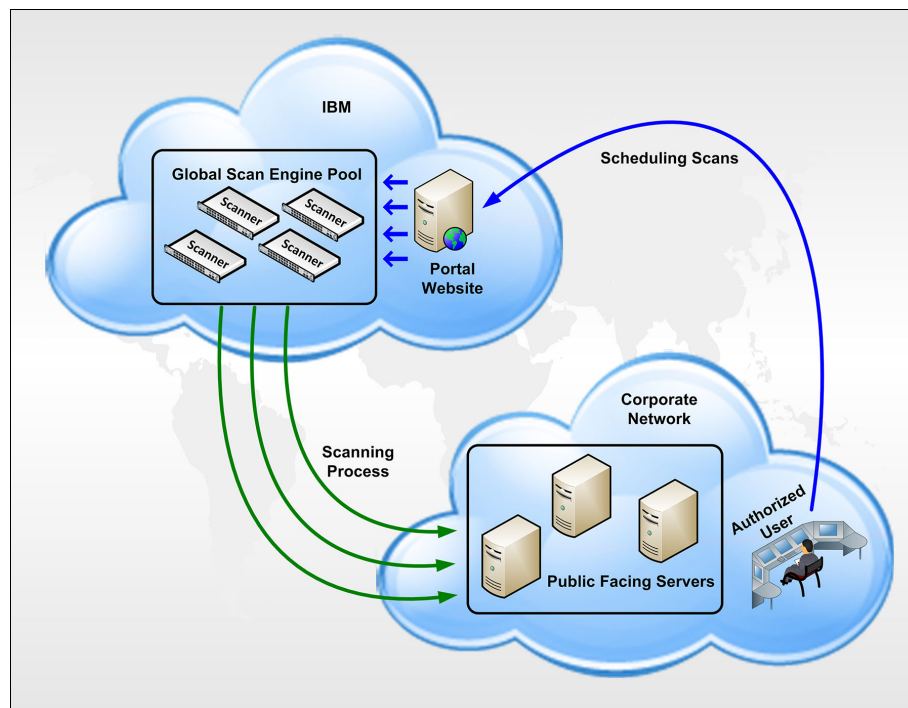 IBM
Global Scan Engine Pool
Scanner
Scanner
Scanner
Scanner
Portal
Website
Scheduling Scans
Scanning
Process
Corporate
Network
Public Facing Servers
Authorized
User